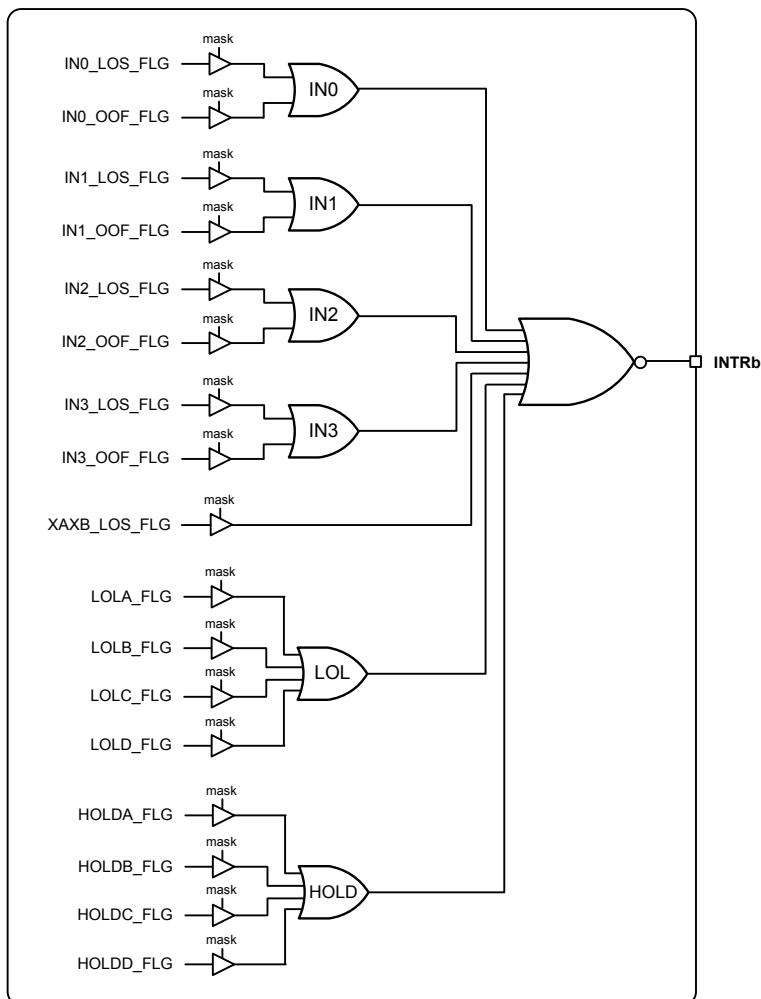 mask
IN0_LOS_FLG
mask
IN0
IN0_OOF_FLG
mask
IN1_LOS_FLG
mask
IN1
IN1_OOF_FLG
mask
IN2_LOS_FLG
mask
IN2
IN2_OOF_FLG
INTRb
mask
IN3_LOS_FLG
mask
IN3
IN3_OOF_FLG
mask
XAXB_LOS_FLG
mask
LOLA_FLG
mask
LOLB_FLG
LOL
mask
LOLC_FLG
mask
LOLD_FLG
mask
HOLDA_FLG
mask
HOLDB_FLG
HOLD
mask
HOLDC_FLG
mask
HOLDD_FLG